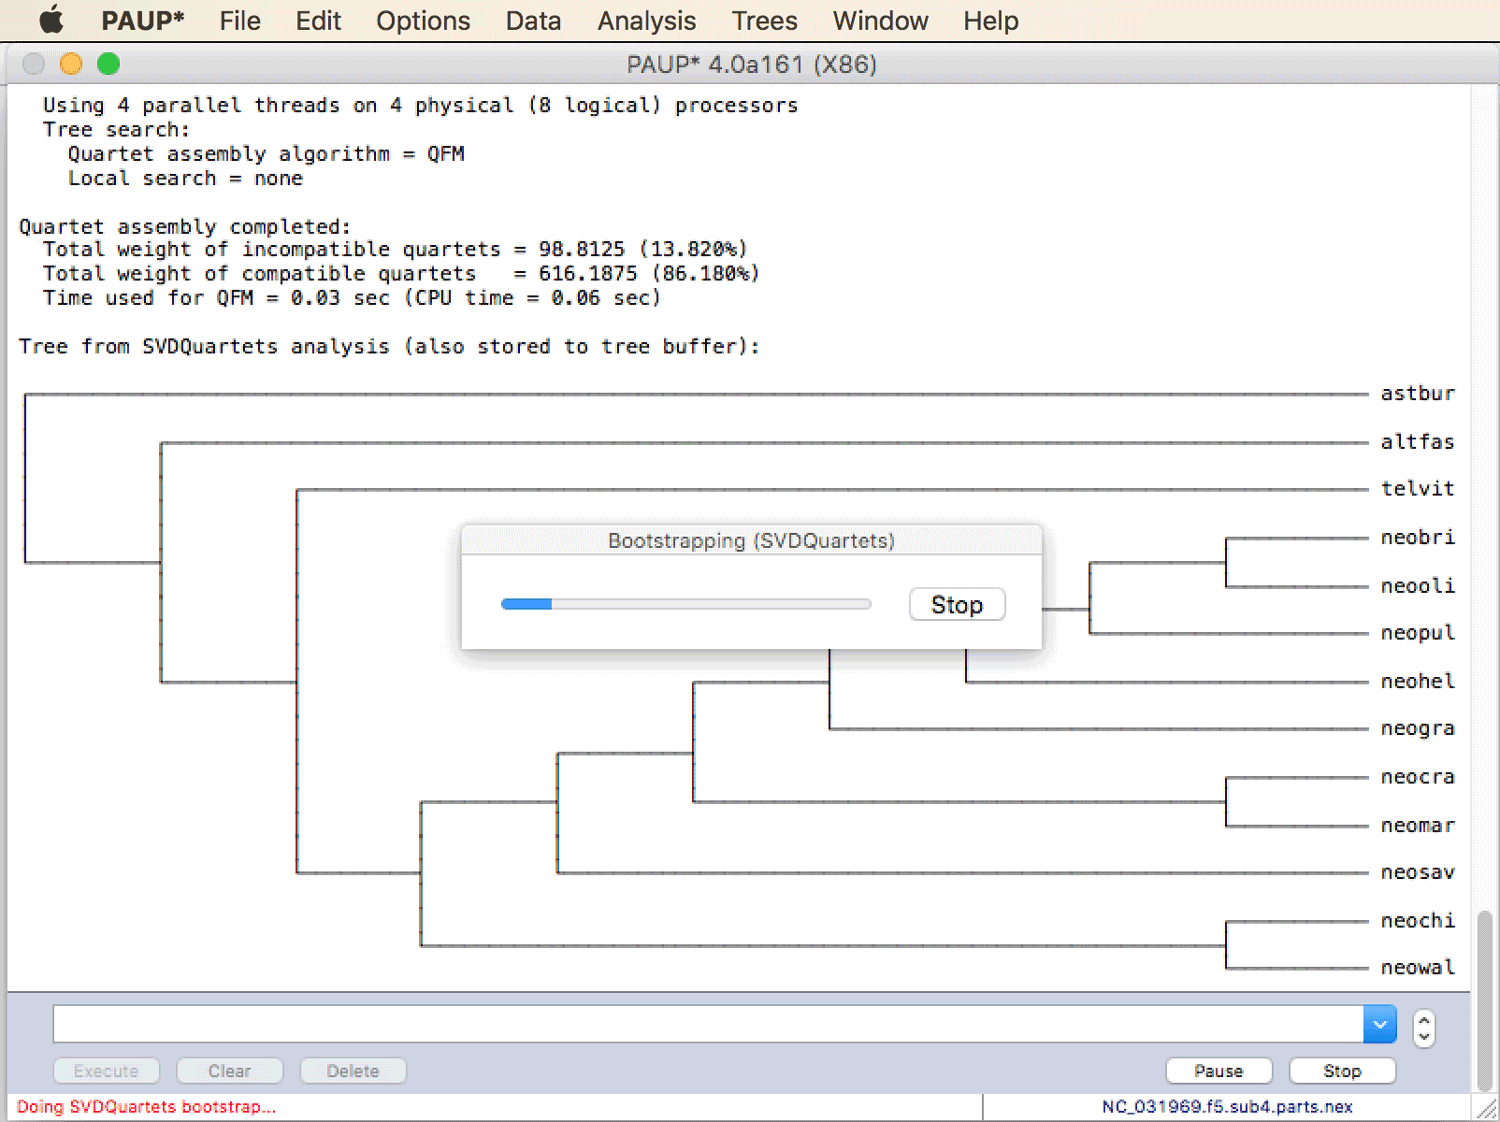 PAUP* File Edit Options Data Analysis Trees Window Help
PAUP* 4.0a161 (X86)
Using 4 parallel threads on 4 physical (8 logical) processors
Tree search:
Quartet assembly algorithm = QFM
Local search = none
Quartet assembly completed:
Total weight of incompatible quartets = 98.8125 (13.820%)
Total weight of compatible quartets = 616.1875 (86.180%)
Time used for QFM = 0.03 sec (CPU time = 0.06 sec)
Tree from SVDQuartets analysis (also stored to tree buffer):
astbur
altfas
telvit
Bootstrapping (SVDQuartets)
Stop
neobri
neooli
neopul
neohel
neogra
neocra
neomar
neosav
neochi
neowal
Execute Clear Delete Pause Stop
Doing SVDQuartets bootstrap... NC_031969.f5.sub4.parts.nex